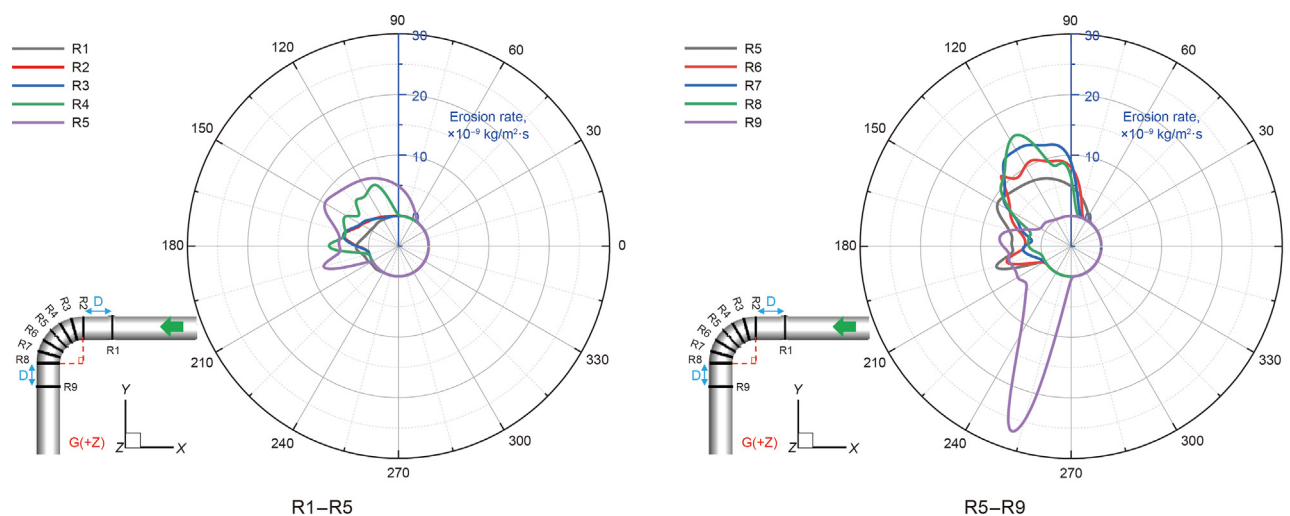 R1
R2
R3
R4
R5
90
60
30
0
330
300
270
240
210
180
150
120
30
20
10
0
Erosion rate,
×10⁻⁹ kg/m²·s
R1
R2
R3
R4
R5
R6
R7
R8
R9
D
D
G(+Z)
Y
Z
X
R1–R5
R5
R6
R7
R8
R9
90
60
30
0
330
300
270
240
210
180
150
120
30
20
10
0
Erosion rate,
×10⁻⁹ kg/m²·s
R1
R2
R3
R4
R5
R6
R7
R8
R9
D
D
G(+Z)
Y
Z
X
R5–R9